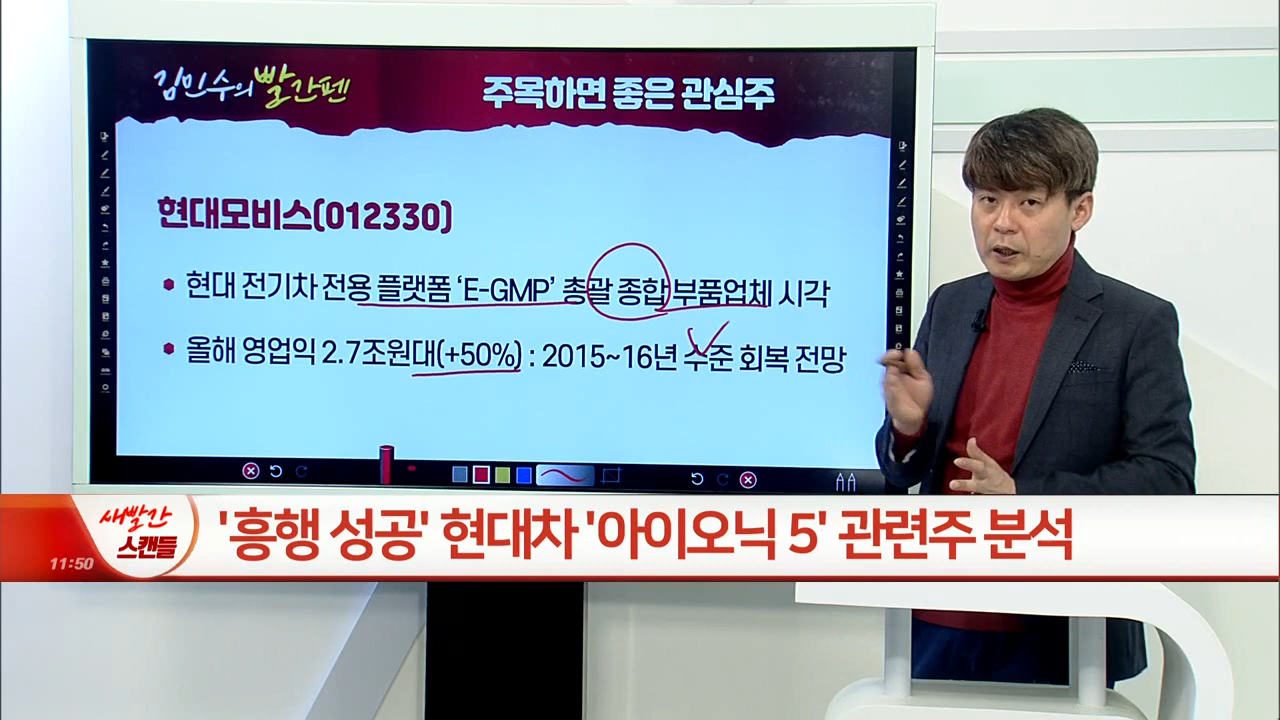 김민수의 빨간펜
주목하면 좋은 관심주
현대모비스(012330)
• 현대 전기차 전용 플랫폼 ‘E-GMP’ 총괄 종합 부품업체 시각
• 올해 영업익 2.7조원대(+50%) : 2015~16년 수준 회복 전망
새빨간
스캔들
11:50
'흥행 성공' 현대차 '아이오닉 5' 관련주 분석